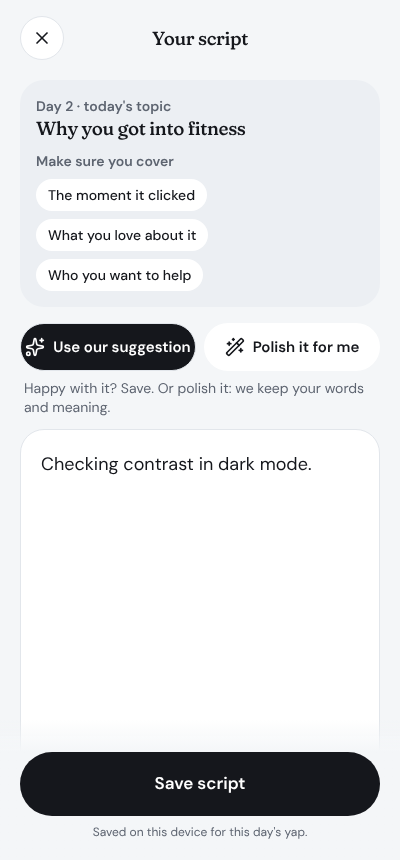 Your script
Day 2 · today's topic
Why you got into fitness
Make sure you cover
The moment it clicked
What you love about it
Who you want to help
Use our suggestion
Polish it for me
Happy with it? Save. Or polish it: we keep your words
and meaning.
Checking contrast in dark mode.
Save script
Saved on this device for this day's yap.